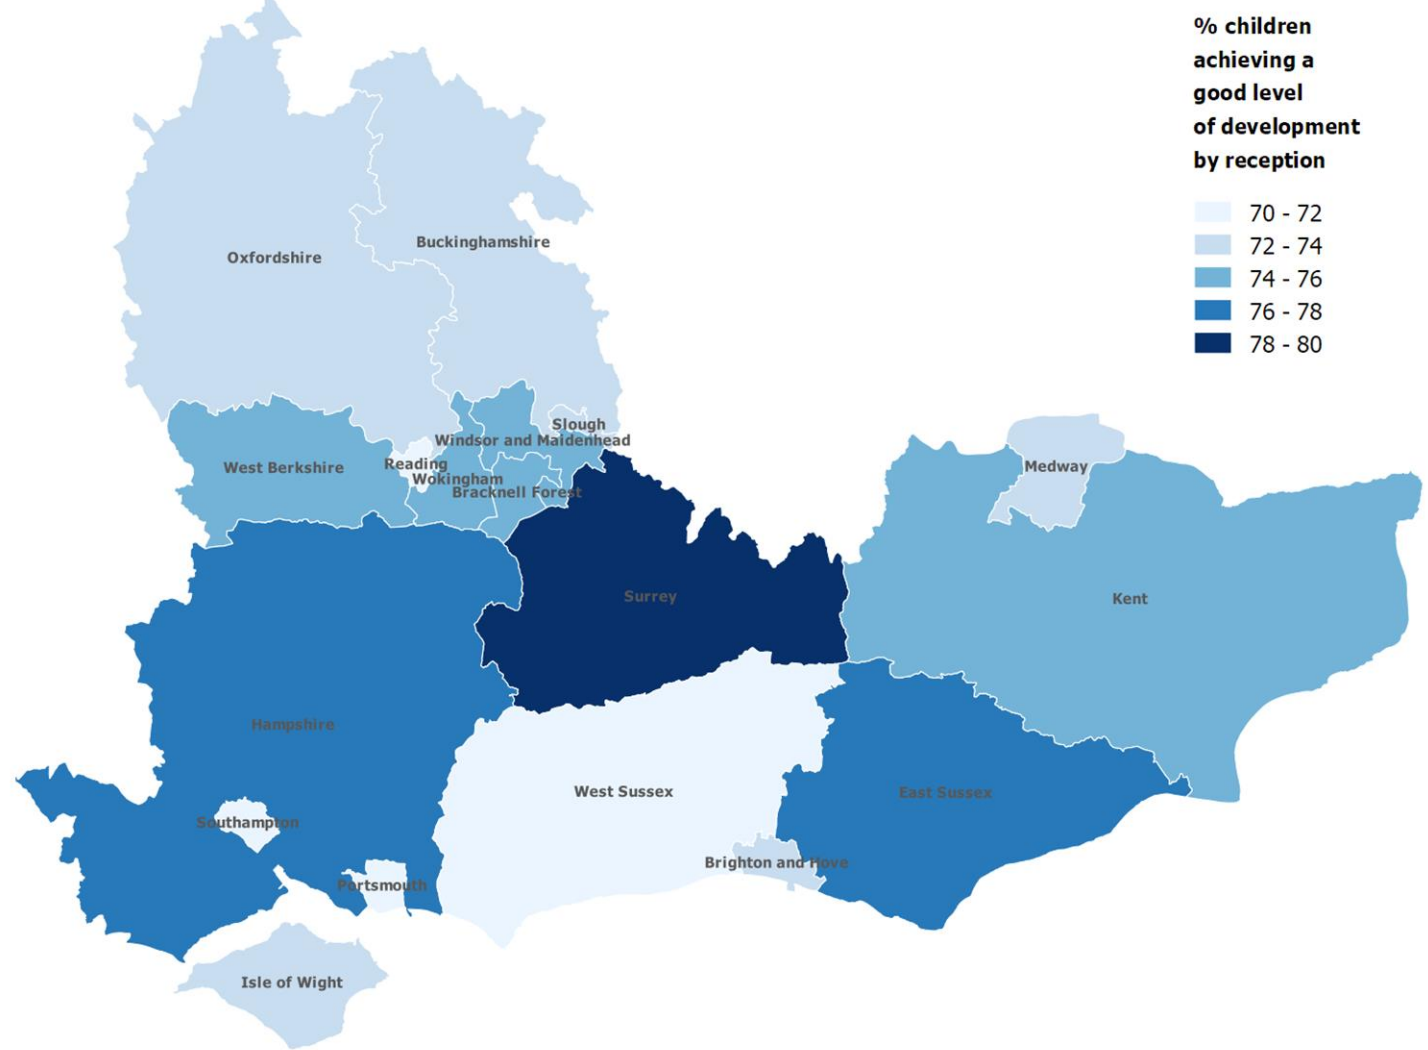 % children
achieving a
good level
of development
by reception
70 - 72
72 - 74
74 - 76
76 - 78
78 - 80
Oxfordshire
Buckinghamshire
Slough
Windsor and Maidenhead
West Berkshire
Reading
Wokingham
Bracknell Forest
Medway
Surrey
Kent
Hampshire
West Sussex
East Sussex
Southampton
Brighton and Hove
Portsmouth
Isle of Wight